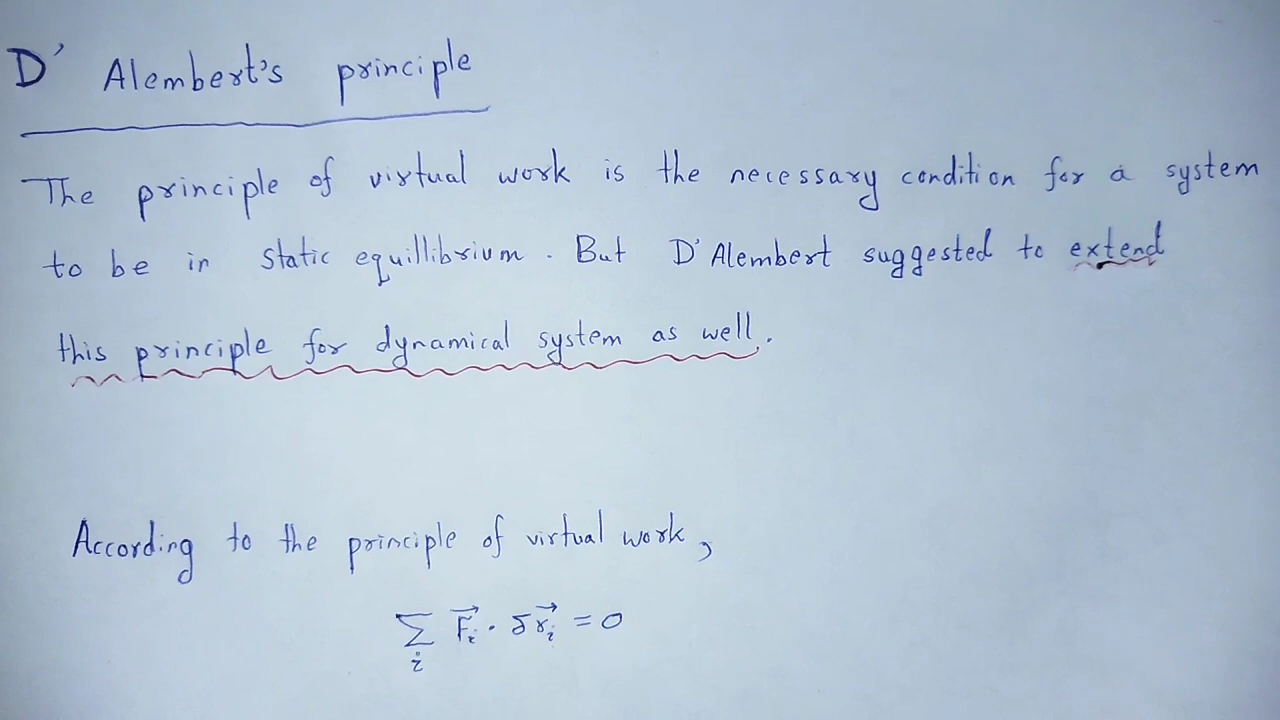 D' Alembert's principle
The principle of virtual work is the necessary condition for a system
to be in static equillibrium. But D'Alembert suggested to extend
this principle for dynamical system as well.
According to the principle of virtual work,
∑ F⃗ᵢ · δr⃗ᵢ = 0
i